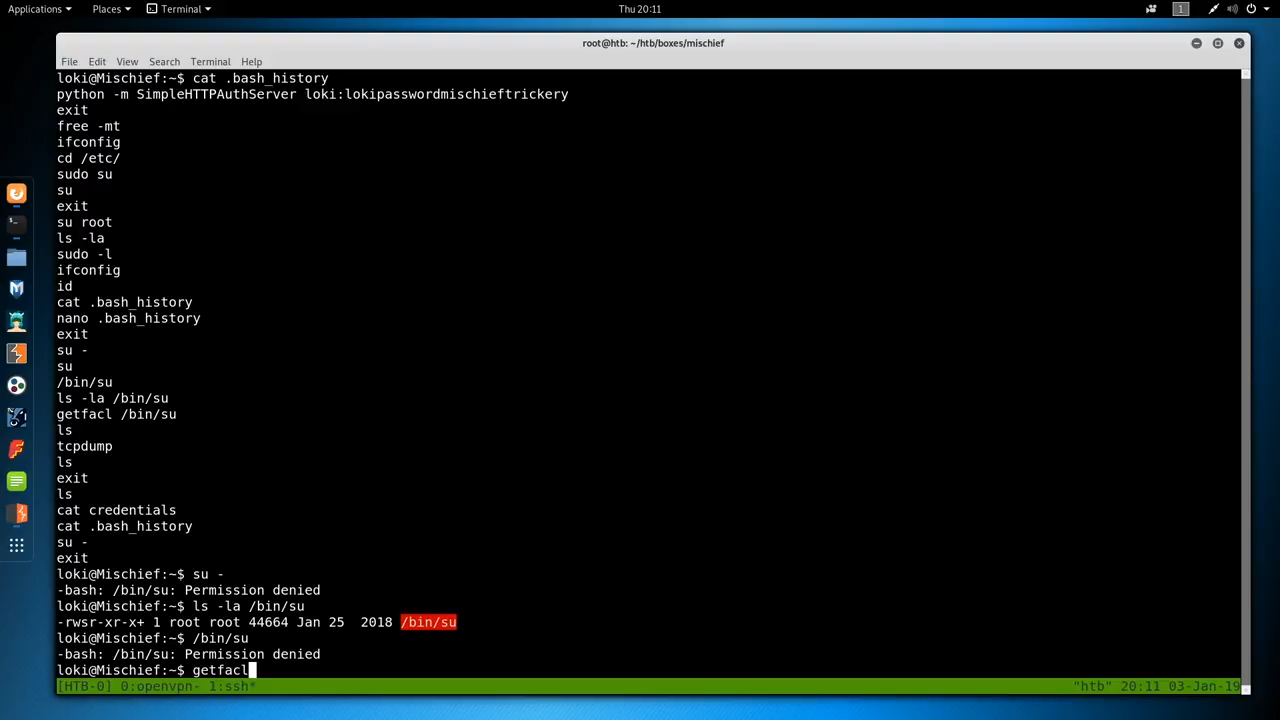 Applications Places Terminal Thu 20:11 1
root@htb: ~/htb/boxes/mischief
File Edit View Search Terminal Help
loki@Mischief:~$ cat .bash_history
python -m SimpleHTTPAuthServer loki:lokipasswordmischieftrickery
exit
free -mt
ifconfig
cd /etc/
sudo su
su
exit
su root
ls -la
sudo -l
ifconfig
id
cat .bash_history
nano .bash_history
exit
su -
su
/bin/su
ls -la /bin/su
getfacl /bin/su
ls
tcpdump
ls
exit
ls
cat credentials
cat .bash_history
su -
exit
loki@Mischief:~$ su -
-bash: /bin/su: Permission denied
loki@Mischief:~$ ls -la /bin/su
-rwsr-xr-x+ 1 root root 44664 Jan 25  2018 /bin/su
loki@Mischief:~$ /bin/su
-bash: /bin/su: Permission denied
loki@Mischief:~$ getfacl
[HTB-0] 0:openvpn- 1:ssh* "htb" 20:11 03-Jan-19